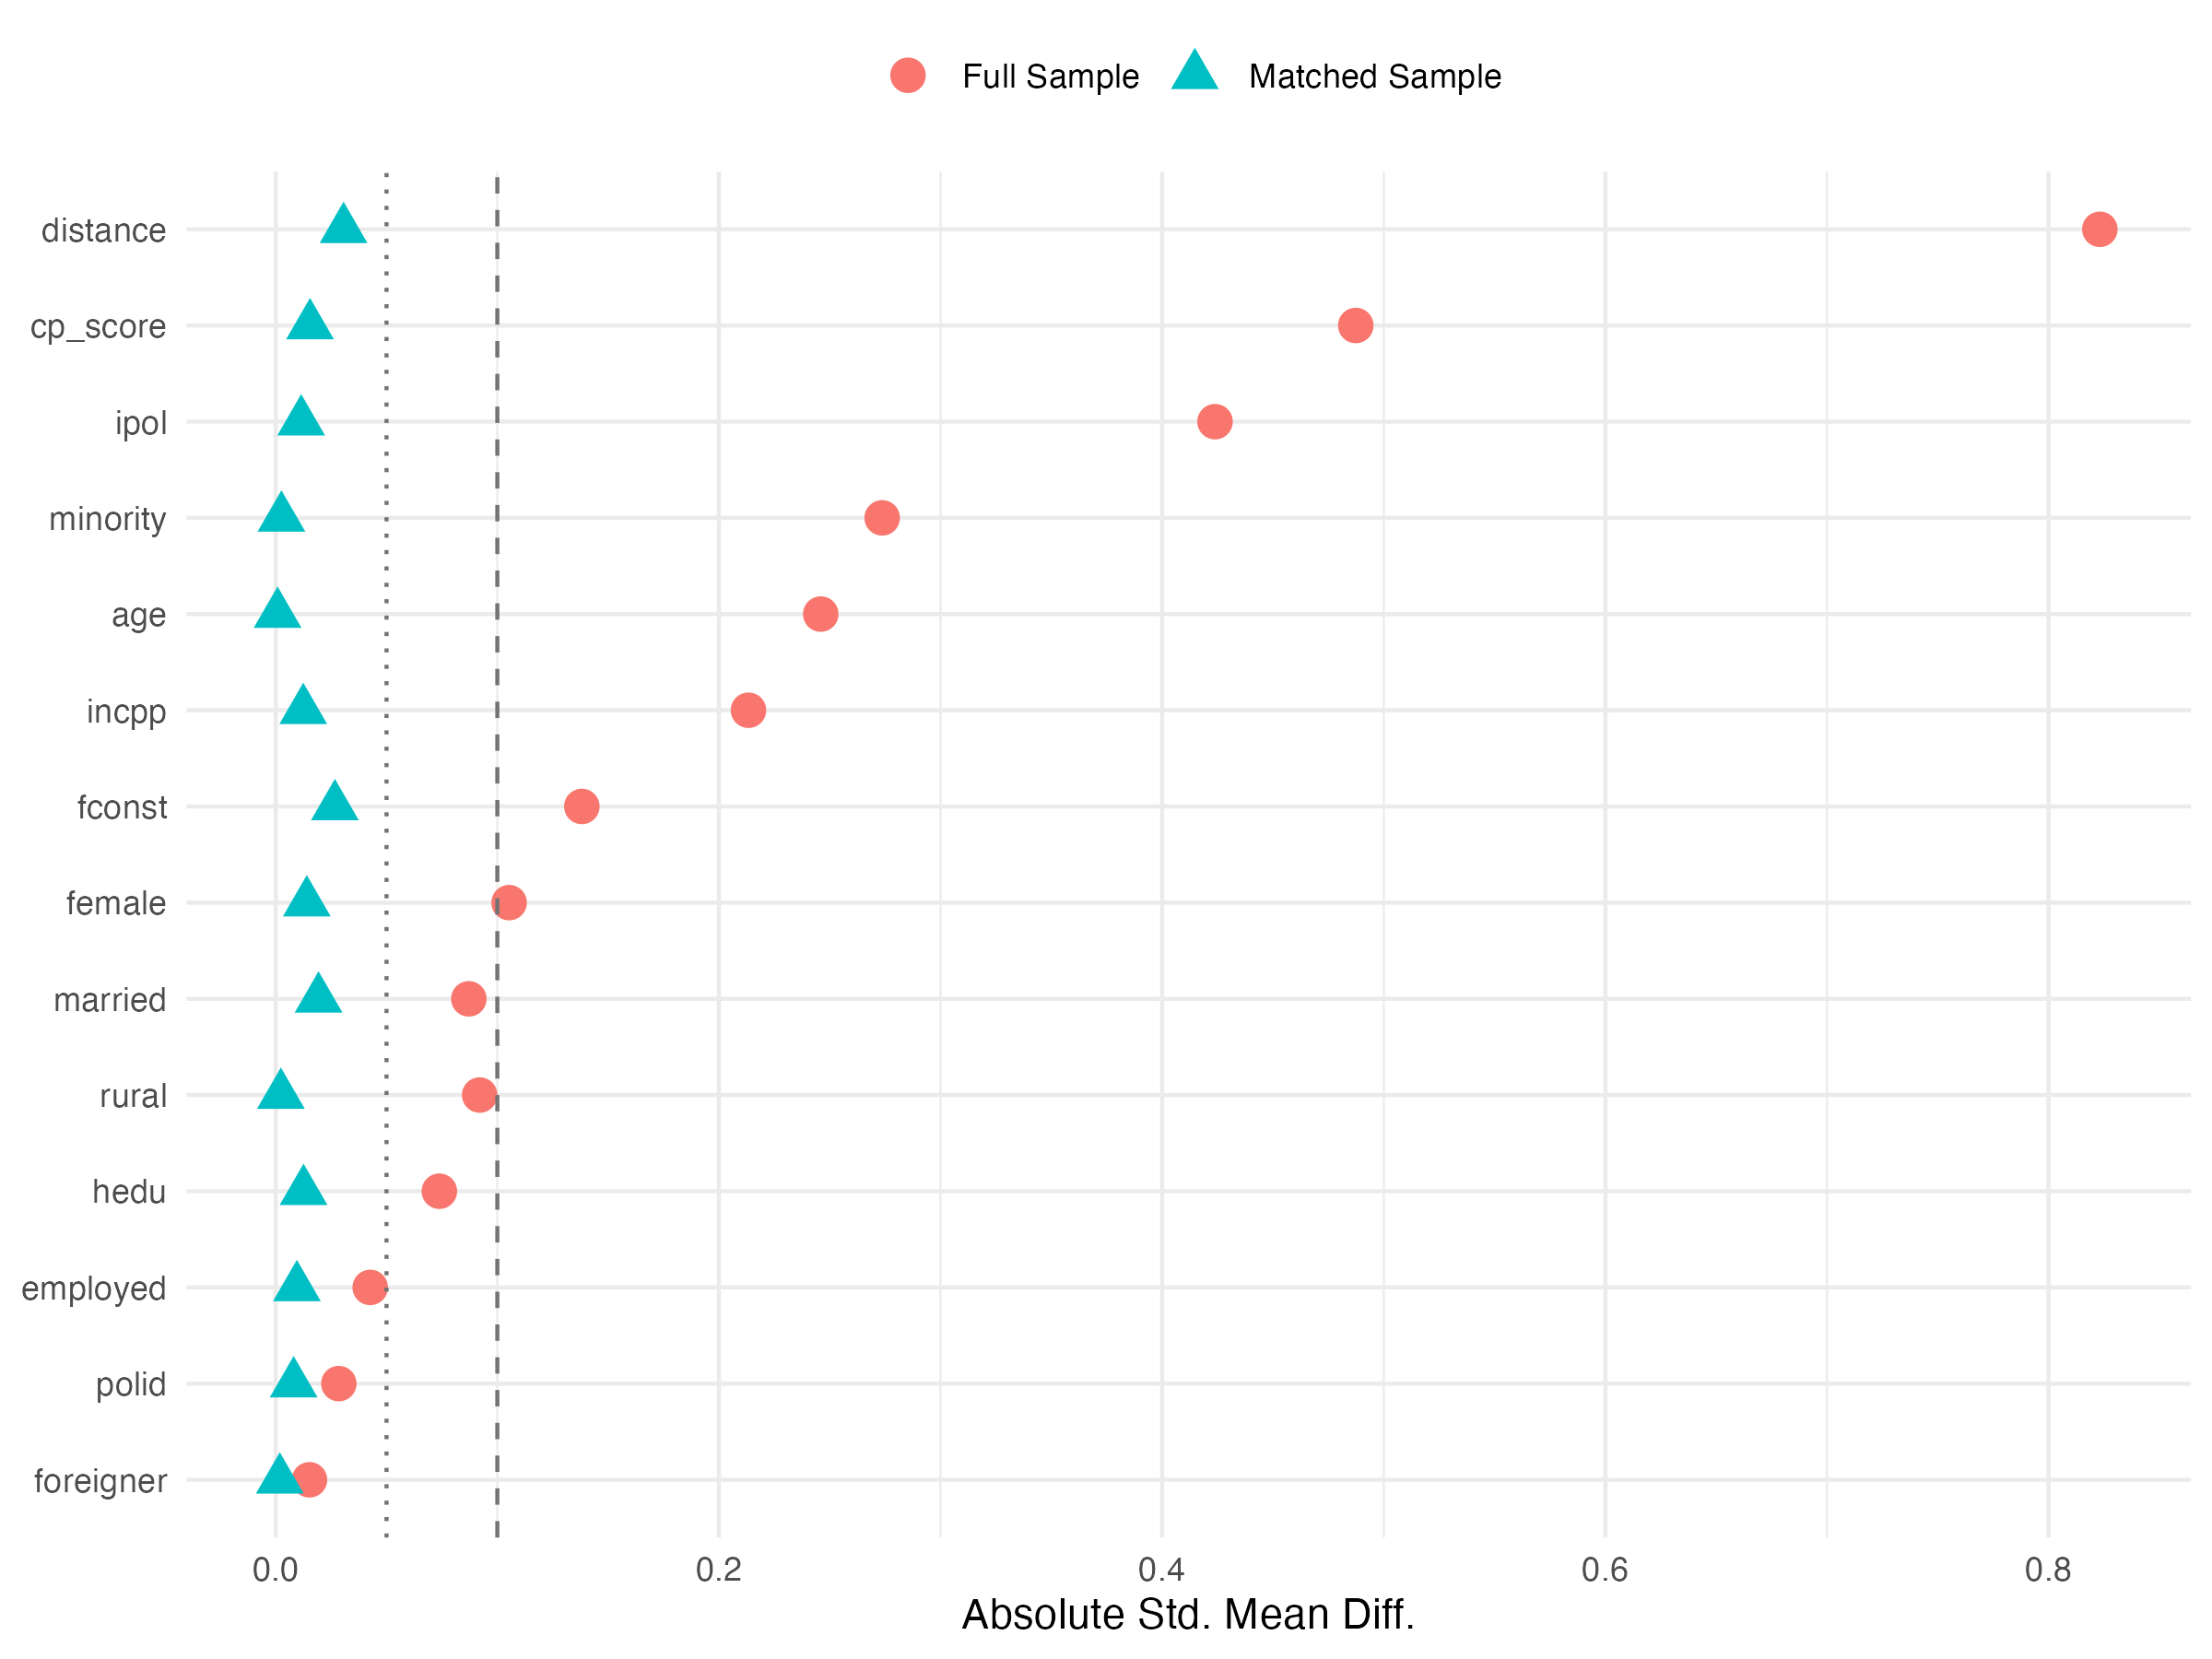 Full Sample Matched Sample
distance
cp_score
ipol
minority
age
incpp
fconst
female
married
rural
hedu
employed
polid
foreigner
0.0 0.2 0.4 0.6 0.8
Absolute Std. Mean Diff.